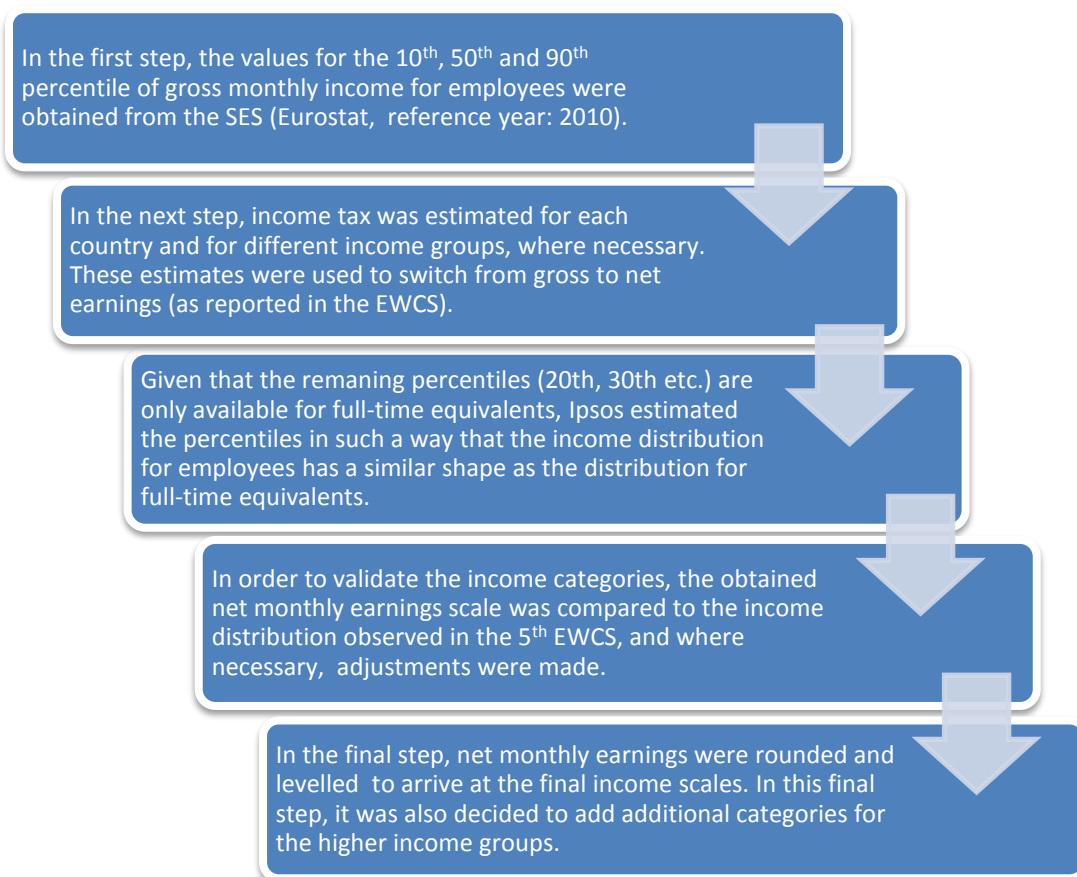 In the first step, the values for the 10th, 50th and 90th
percentile of gross monthly income for employees were
obtained from the SES (Eurostat, reference year: 2010).
In the next step, income tax was estimated for each
country and for different income groups, where necessary.
These estimates were used to switch from gross to net
earnings (as reported in the EWCS).
Given that the remaning percentiles (20th, 30th etc.) are
only available for full-time equivalents, Ipsos estimated
the percentiles in such a way that the income distribution
for employees has a similar shape as the distribution for
full-time equivalents.
In order to validate the income categories, the obtained
net monthly earnings scale was compared to the income
distribution observed in the 5th EWCS, and where
necessary, adjustments were made.
In the final step, net monthly earnings were rounded and
levelled to arrive at the final income scales. In this final
step, it was also decided to add additional categories for
the higher income groups.